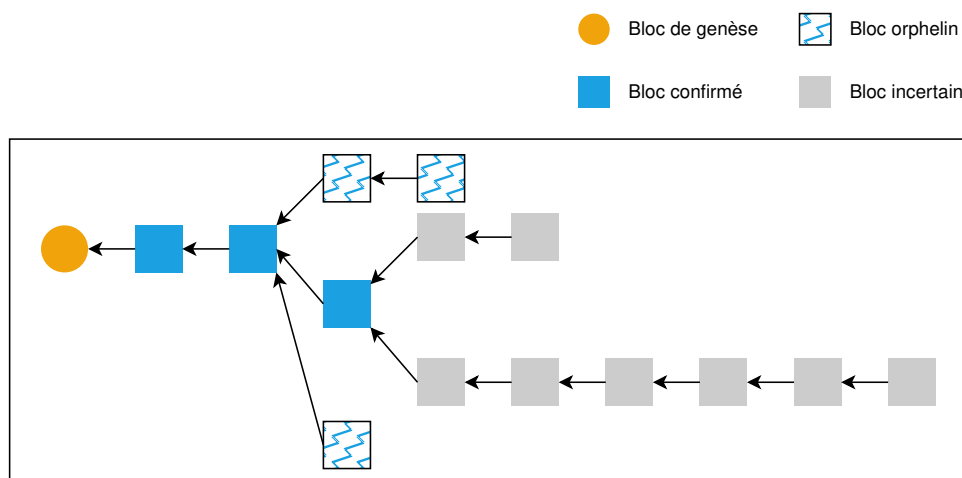 Bloc de genèse
Bloc orphelin
Bloc confirmé
Bloc incertain